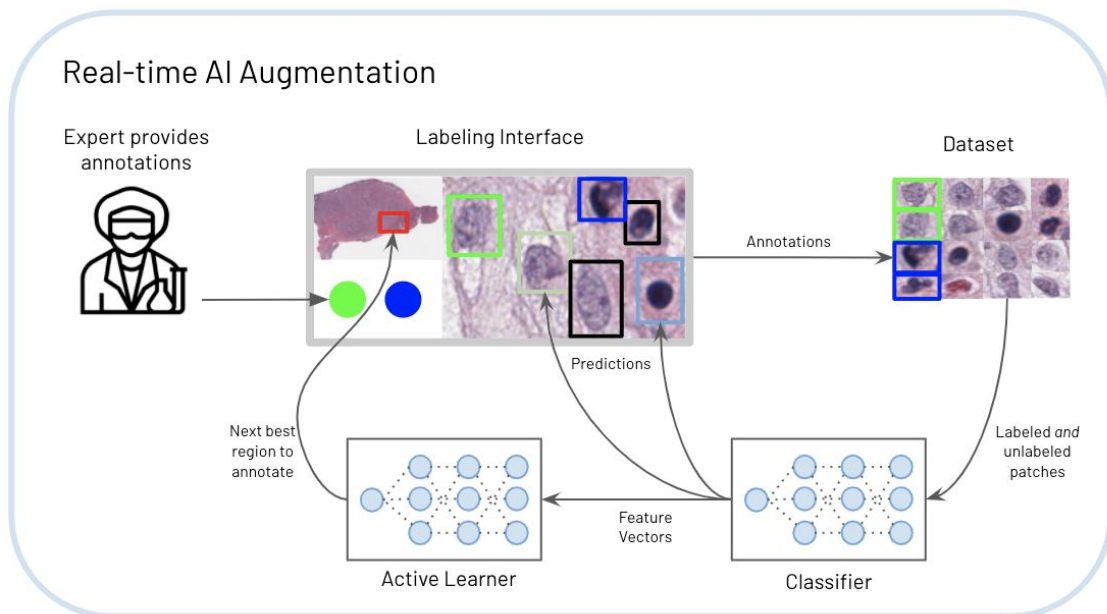 Real-time AI Augmentation
Expert provides
annotations
Labeling Interface
Dataset
Annotations
Predictions
Next best
region to
annotate
Labeled and
unlabeled
patches
Feature
Vectors
Active Learner
Classifier